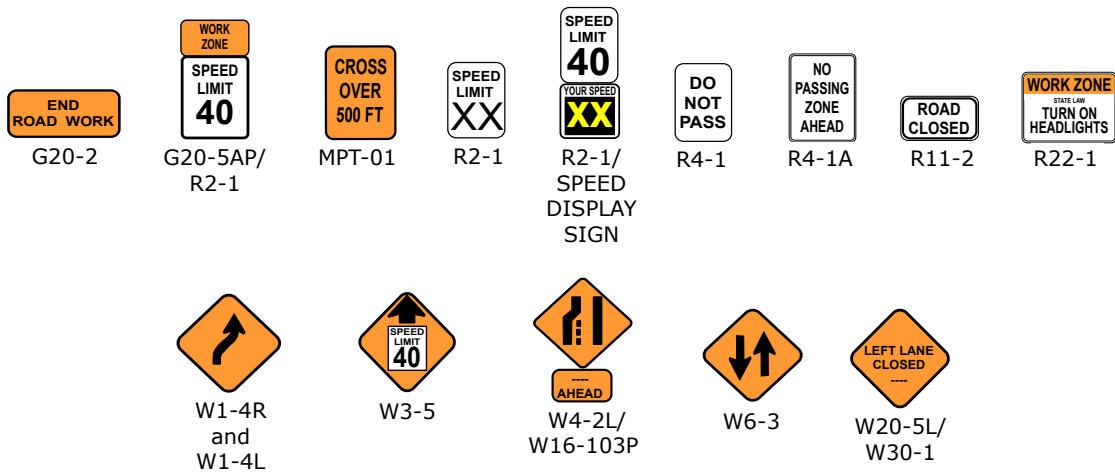 END
ROAD WORK
G20-2
WORK
ZONE
SPEED
LIMIT
40
G20-5AP/
R2-1
CROSS
OVER
500 FT
MPT-01
SPEED
LIMIT
XX
R2-1
SPEED
LIMIT
40
YOUR SPEED
XX
R2-1/
SPEED
DISPLAY
SIGN
DO
NOT
PASS
R4-1
NO
PASSING
ZONE
AHEAD
R4-1A
ROAD
CLOSED
R11-2
WORK ZONE
STATE LAW
TURN ON
HEADLIGHTS
R22-1
W1-4R
and
W1-4L
SPEED
LIMIT
40
W3-5
----
AHEAD
W4-2L/
W16-103P
W6-3
LEFT LANE
CLOSED
----
W20-5L/
W30-1